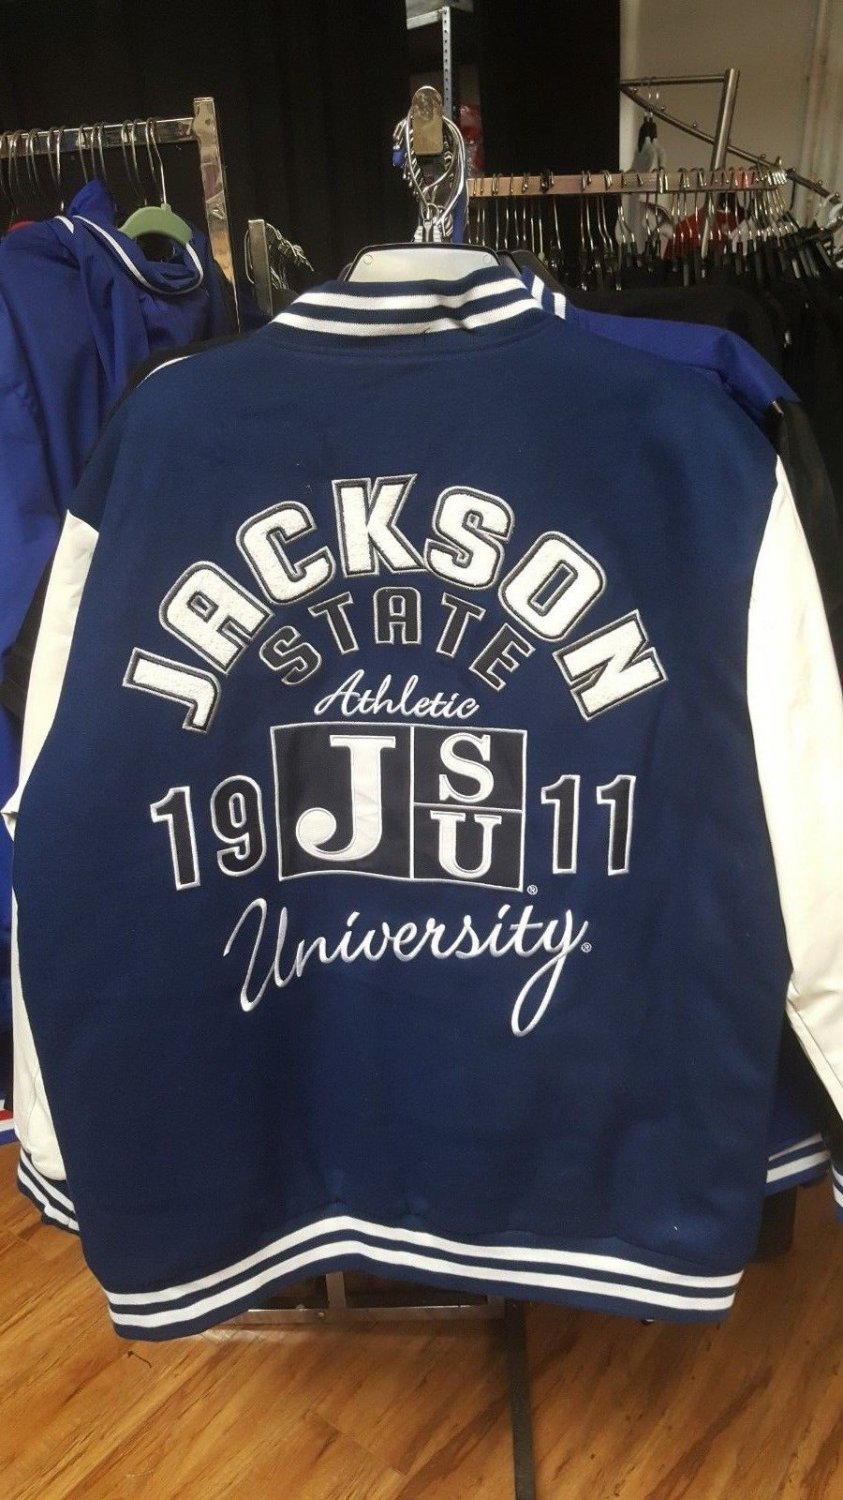 JACKSON
STATE
Athletic
19 JSU 11
®
University®